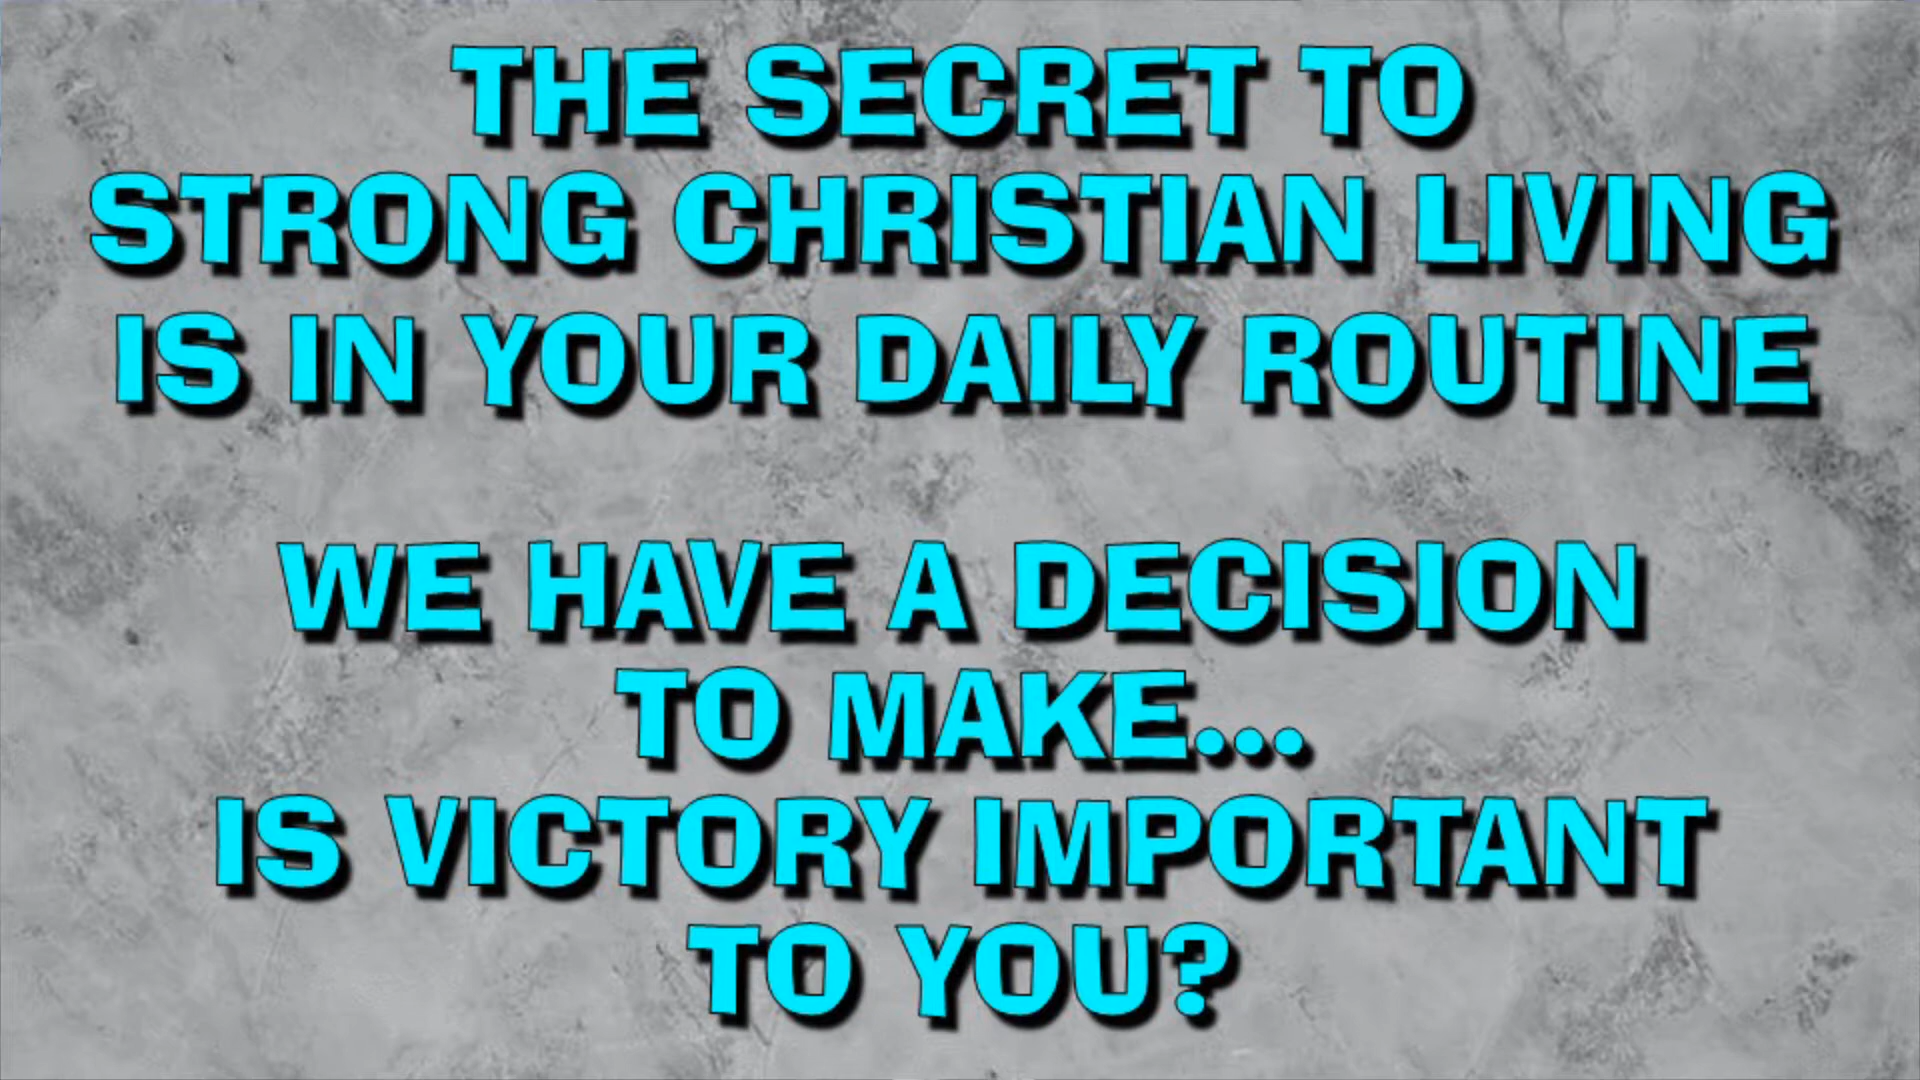 THE SECRET TO
STRONG CHRISTIAN LIVING
IS IN YOUR DAILY ROUTINE
WE HAVE A DECISION
TO MAKE...
IS VICTORY IMPORTANT
TO YOU?